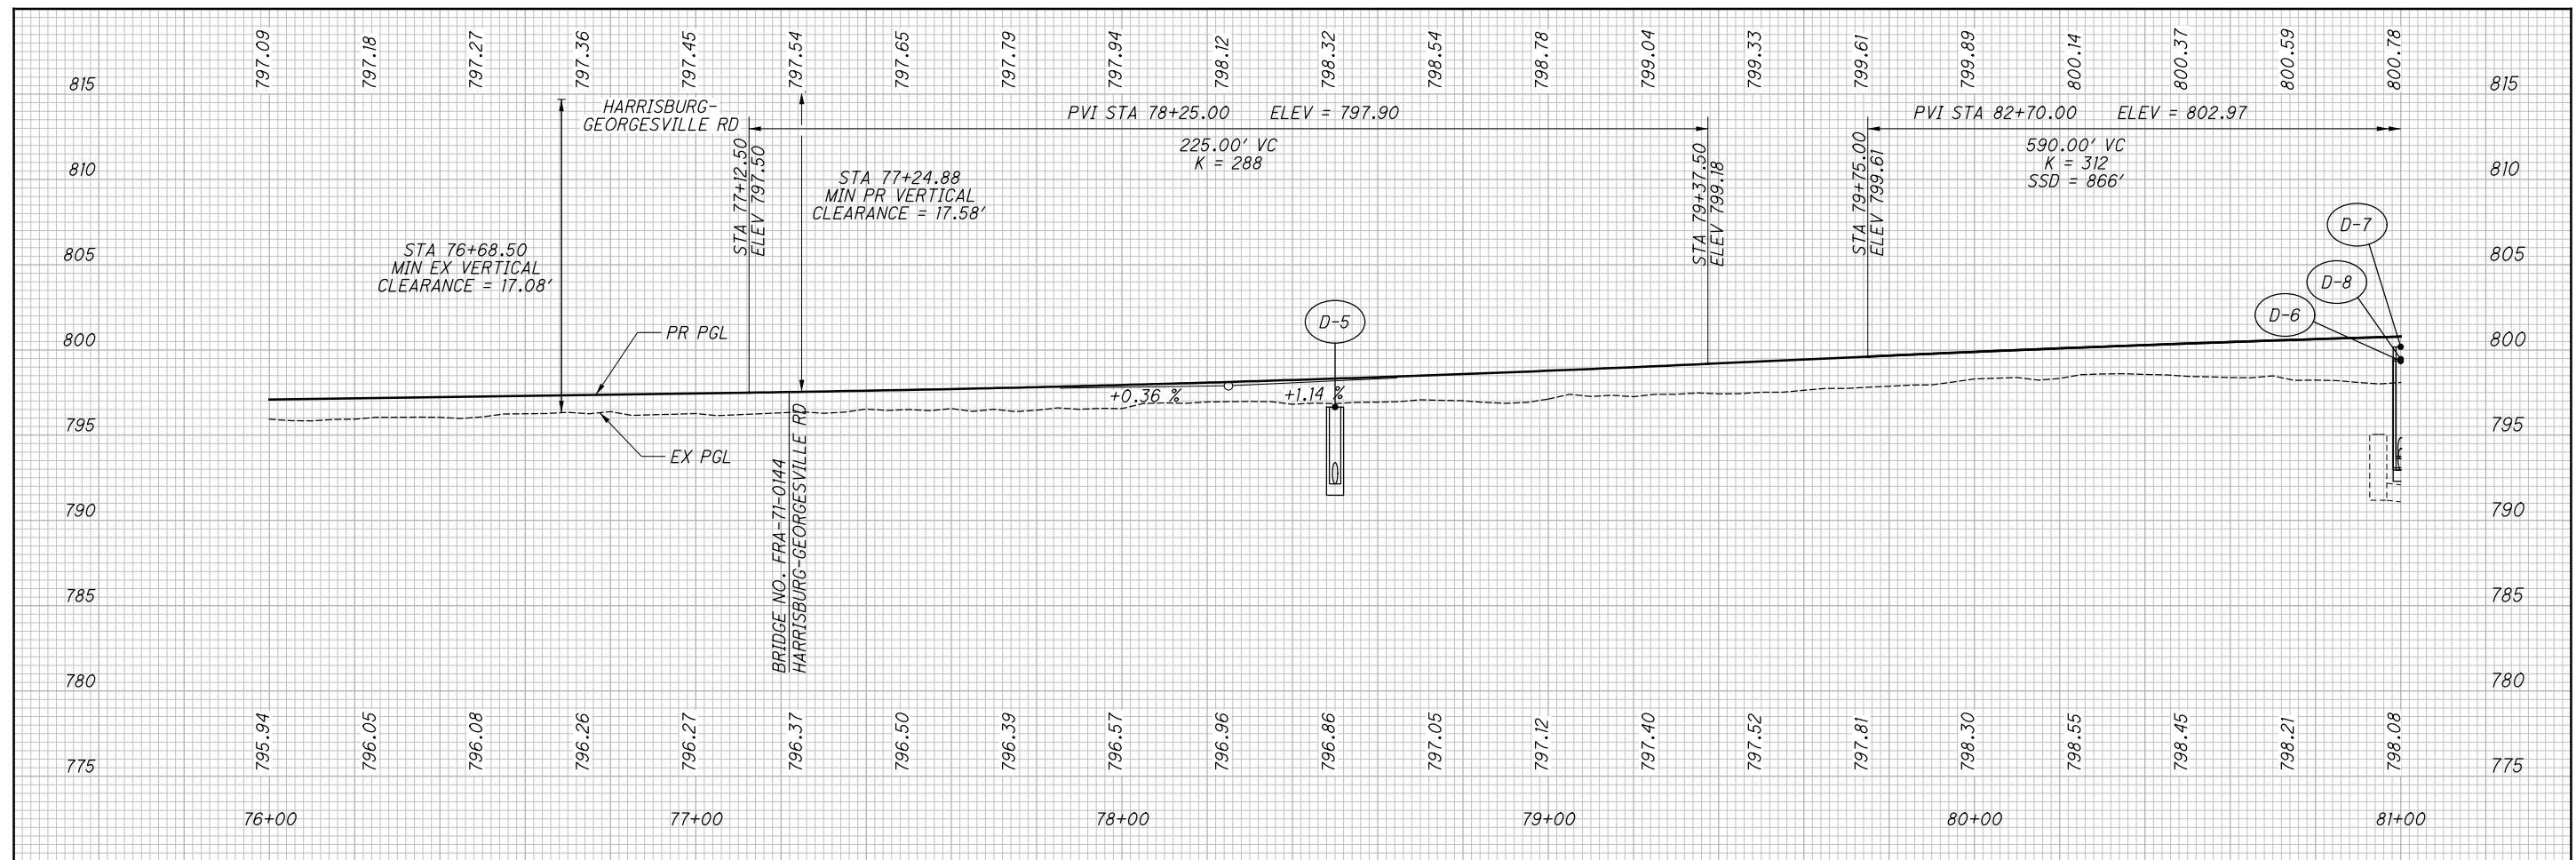 797.09 797.18 797.27 797.36 797.45 797.54 797.65 797.79 797.94 798.12 798.32 798.54 798.78 799.04 799.33 799.61 799.89 800.14 800.37 800.59 800.78
815 815
HARRISBURG-
GEORGESVILLE RD
PVI STA 78+25.00 ELEV = 797.90
225.00' VC
K = 288
PVI STA 82+70.00 ELEV = 802.97
590.00' VC
K = 312
SSD = 866'
810 810
STA 77+12.50
ELEV 797.50
STA 77+24.88
MIN PR VERTICAL
CLEARANCE = 17.58'
STA 79+37.50
ELEV 799.18
STA 79+75.00
ELEV 799.61
805 805
STA 76+68.50
MIN EX VERTICAL
CLEARANCE = 17.08'
D-7
D-8
D-6
D-5
800 800
PR PGL
+0.36 %
+1.14 %
795 795
EX PGL
BRIDGE NO. FRA-71-0144
HARRISBURG-GEORGESVILLE RD
790 790
785 785
780 780
795.94 796.05 796.08 796.26 796.27 796.37 796.50 796.39 796.57 796.96 796.86 797.05 797.12 797.40 797.52 797.81 798.30 798.55 798.45 798.21 798.08
775 775
76+00 77+00 78+00 79+00 80+00 81+00